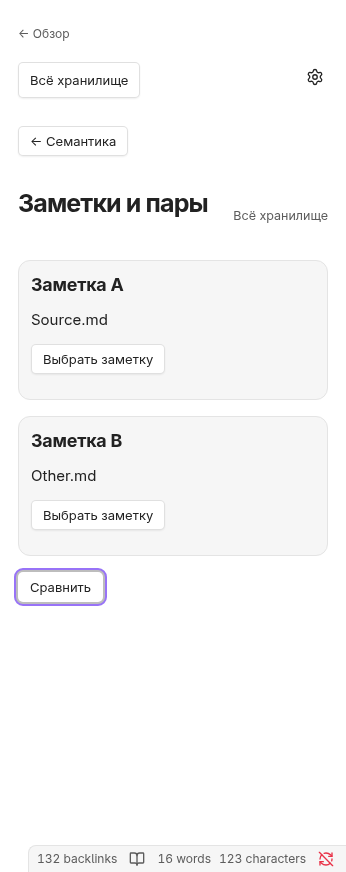 ← Обзор
Всё хранилище
← Семантика
Заметки и пары
Всё хранилище
Заметка A
Source.md
Выбрать заметку
Заметка B
Other.md
Выбрать заметку
Сравнить
132 backlinks 16 words 123 characters